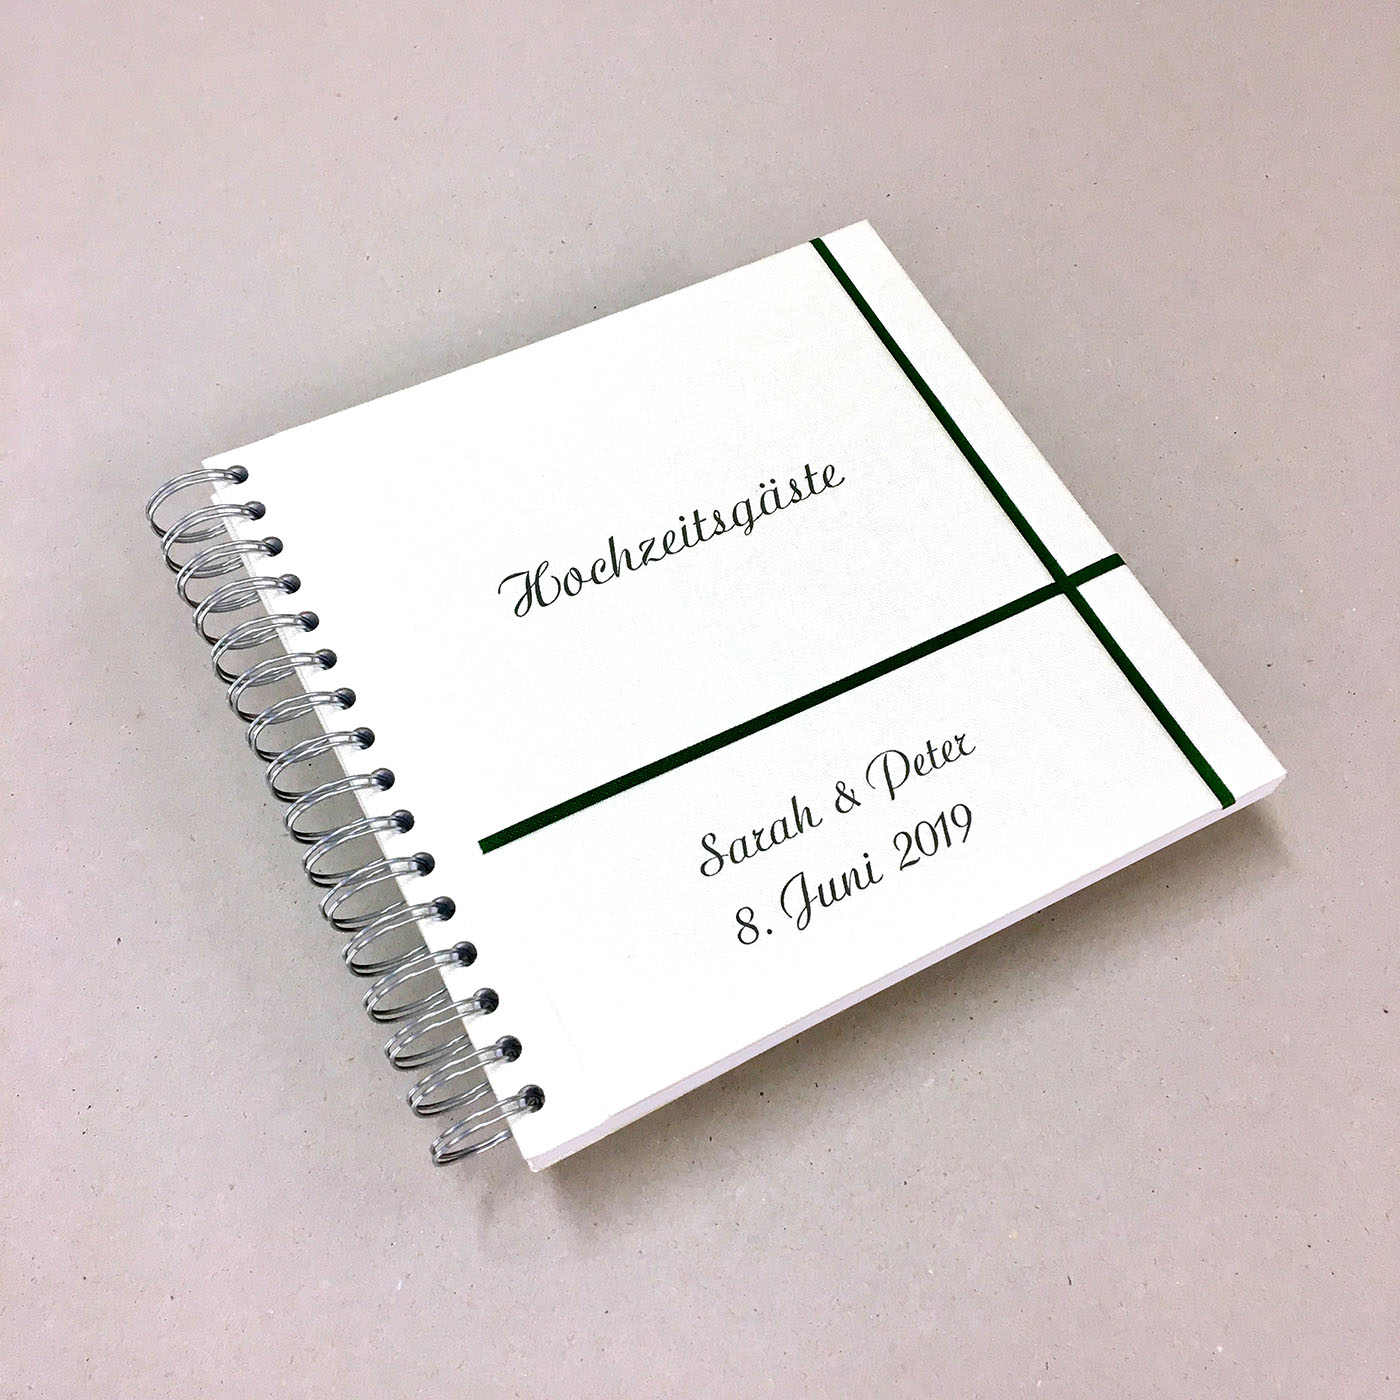 Hochzeitsgäste
Sarah & Peter
8. Juni 2019